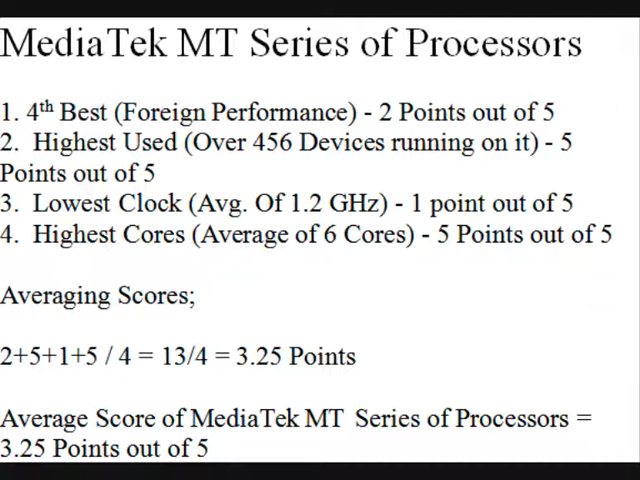 MediaTek MT Series of Processors
1. 4th Best (Foreign Performance) - 2 Points out of 5
2.  Highest Used (Over 456 Devices running on it) - 5
Points out of 5
3.  Lowest Clock (Avg. Of 1.2 GHz) - 1 point out of 5
4.  Highest Cores (Average of 6 Cores) - 5 Points out of 5
Averaging Scores;
2+5+1+5 / 4 = 13/4 = 3.25 Points
Average Score of MediaTek MT  Series of Processors =
3.25 Points out of 5